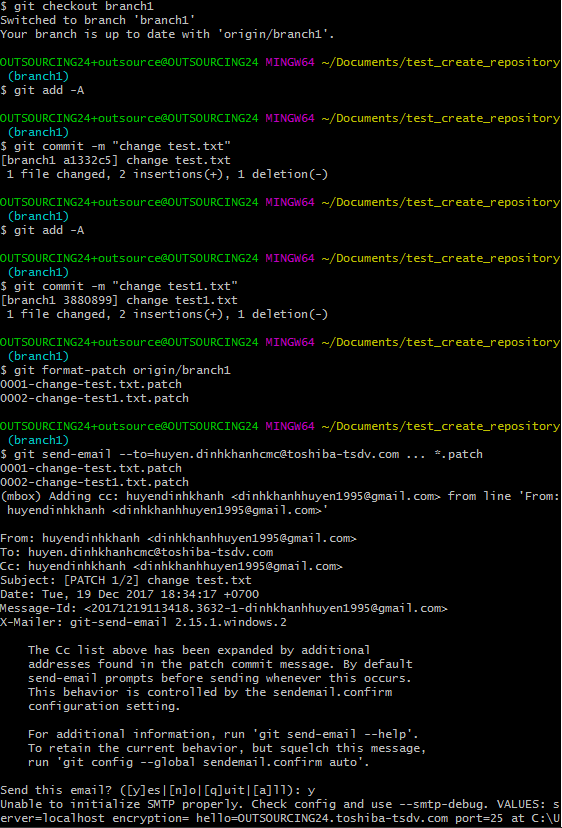 $ git checkout branch1
Switched to branch 'branch1'
Your branch is up to date with 'origin/branch1'.
OUTSOURCING24+outsource@OUTSOURCING24 MINGW64 ~/Documents/test_create_repository
(branch1)
$ git add -A
OUTSOURCING24+outsource@OUTSOURCING24 MINGW64 ~/Documents/test_create_repository
(branch1)
$ git commit -m "change test.txt"
[branch1 a1332c5] change test.txt
1 file changed, 2 insertions(+), 1 deletion(-)
OUTSOURCING24+outsource@OUTSOURCING24 MINGW64 ~/Documents/test_create_repository
(branch1)
$ git add -A
OUTSOURCING24+outsource@OUTSOURCING24 MINGW64 ~/Documents/test_create_repository
(branch1)
$ git commit -m "change test1.txt"
[branch1 3880899] change test1.txt
1 file changed, 2 insertions(+), 1 deletion(-)
OUTSOURCING24+outsource@OUTSOURCING24 MINGW64 ~/Documents/test_create_repository
(branch1)
$ git format-patch origin/branch1
0001-change-test.txt.patch
0002-change-test1.txt.patch
OUTSOURCING24+outsource@OUTSOURCING24 MINGW64 ~/Documents/test_create_repository
(branch1)
$ git send-email --to=huyen.dinhkhanhcmc@toshiba-tsdv.com ... *.patch
0001-change-test.txt.patch
0002-change-test1.txt.patch
(mbox) Adding cc: huyendinhkhanh <dinhkhanhhuyen1995@gmail.com> from line 'From:
huyendinhkhanh <dinhkhanhhuyen1995@gmail.com>'
From: huyendinhkhanh <dinhkhanhhuyen1995@gmail.com>
To: huyen.dinhkhanhcmc@toshiba-tsdv.com
Cc: huyendinhkhanh <dinhkhanhhuyen1995@gmail.com>
Subject: [PATCH 1/2] change test.txt
Date: Tue, 19 Dec 2017 18:34:17 +0700
Message-Id: <20171219113418.3632-1-dinhkhanhhuyen1995@gmail.com>
X-Mailer: git-send-email 2.15.1.windows.2
The Cc list above has been expanded by additional
addresses found in the patch commit message. By default
send-email prompts before sending whenever this occurs.
This behavior is controlled by the sendemail.confirm
configuration setting.
For additional information, run 'git send-email --help'.
To retain the current behavior, but squelch this message,
run 'git config --global sendemail.confirm auto'.
Send this email? ([y]es|[n]o|[q]uit|[a]ll): y
Unable to initialize SMTP properly. Check config and use --smtp-debug. VALUES: s
erver=localhost encryption= hello=OUTSOURCING24.toshiba-tsdv.com port=25 at C:\U